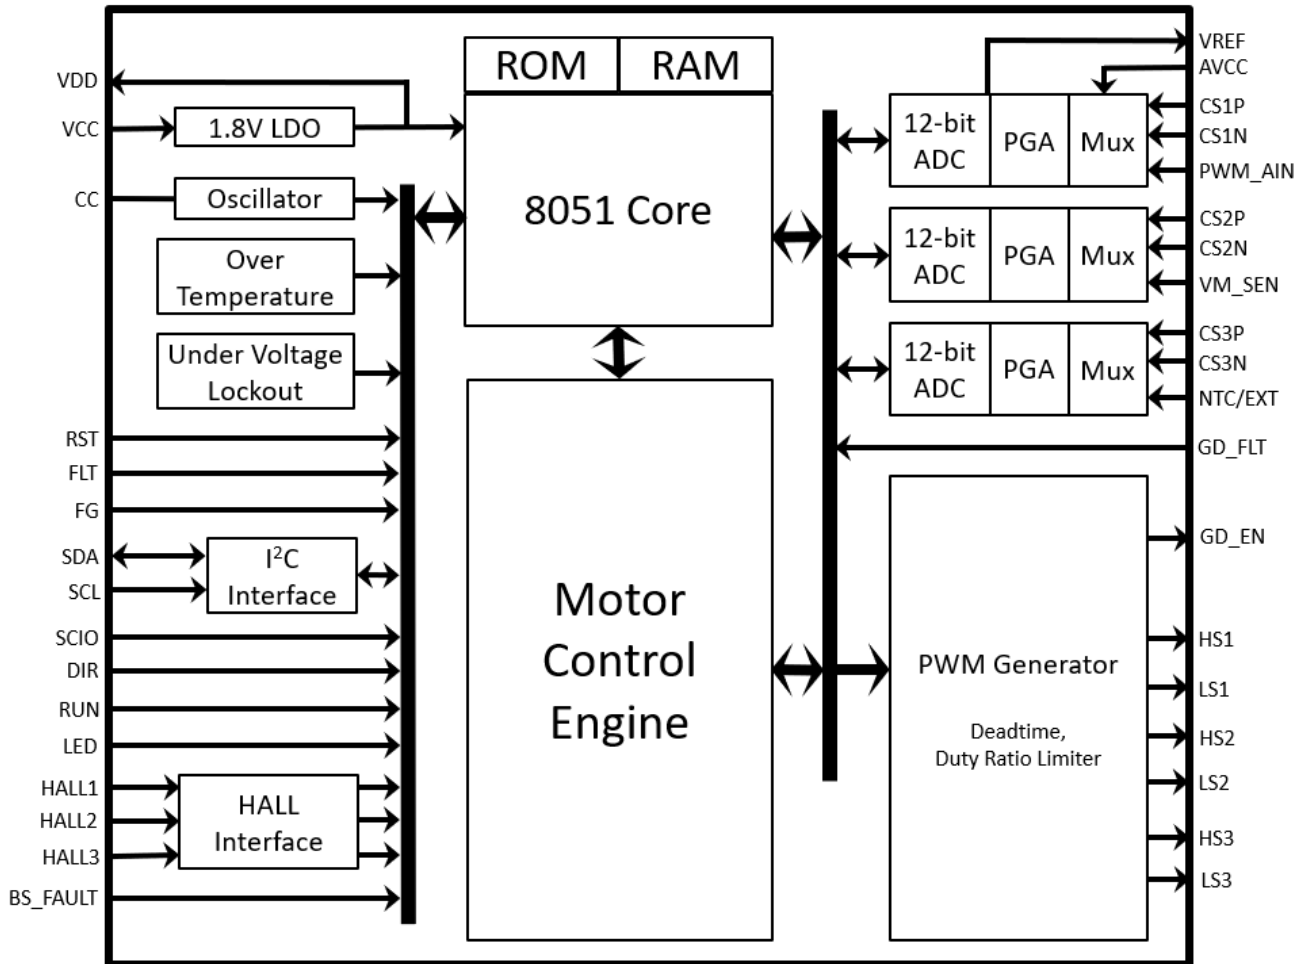 VDD
VCC
CC
RST
FLT
FG
SDA
SCL
SCIO
DIR
RUN
LED
HALL1
HALL2
HALL3
BS_FAULT
1.8V LDO
Oscillator
Over
Temperature
Under Voltage
Lockout
I²C
Interface
HALL
Interface
ROM RAM
8051 Core
Motor
Control
Engine
12-bit
ADC
PGA
Mux
12-bit
ADC
PGA
Mux
12-bit
ADC
PGA
Mux
PWM Generator
Deadtime,
Duty Ratio Limiter
VREF
AVCC
CS1P
CS1N
PWM_AIN
CS2P
CS2N
VM_SEN
CS3P
CS3N
NTC/EXT
GD_FLT
GD_EN
HS1
LS1
HS2
LS2
HS3
LS3